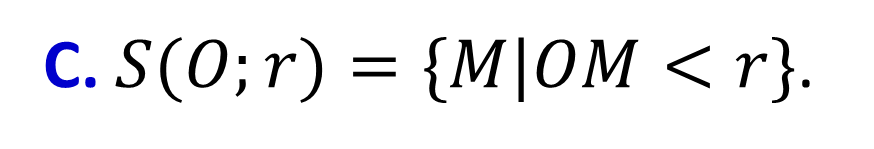 C. S(O; r) = {M|OM < r}.